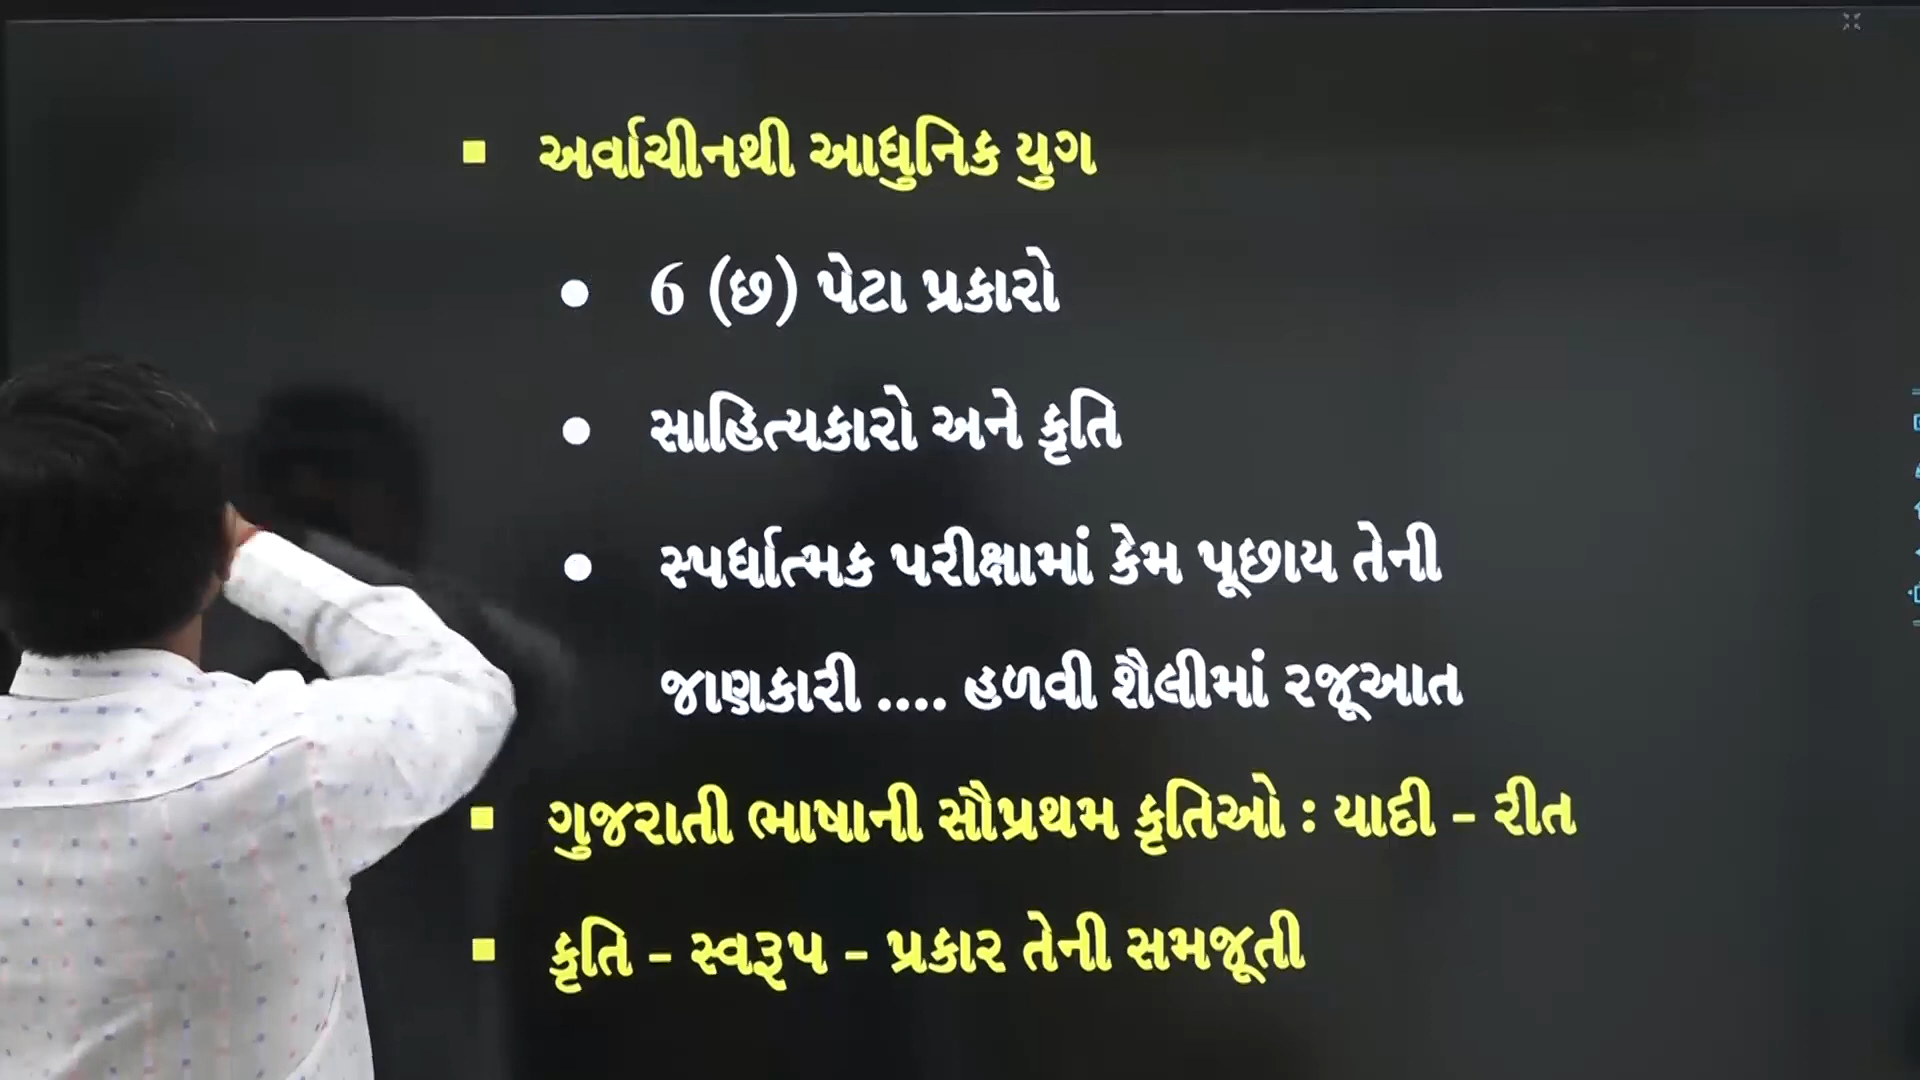 ▪ અર્વાચીનથી આધુનિક યુગ
• 6 (છ) પેટા પ્રકારો
• સાહિત્યકારો અને કૃતિ
• સ્પર્ધાત્મક પરીક્ષામાં કેમ પૂછાય તેની
જાણકારી .... હળવી શૈલીમાં રજૂઆત
▪ ગુજરાતી ભાષાની સૌપ્રથમ કૃતિઓ : યાદી - રીત
▪ કૃતિ - સ્વરૂપ - પ્રકાર તેની સમજૂતી